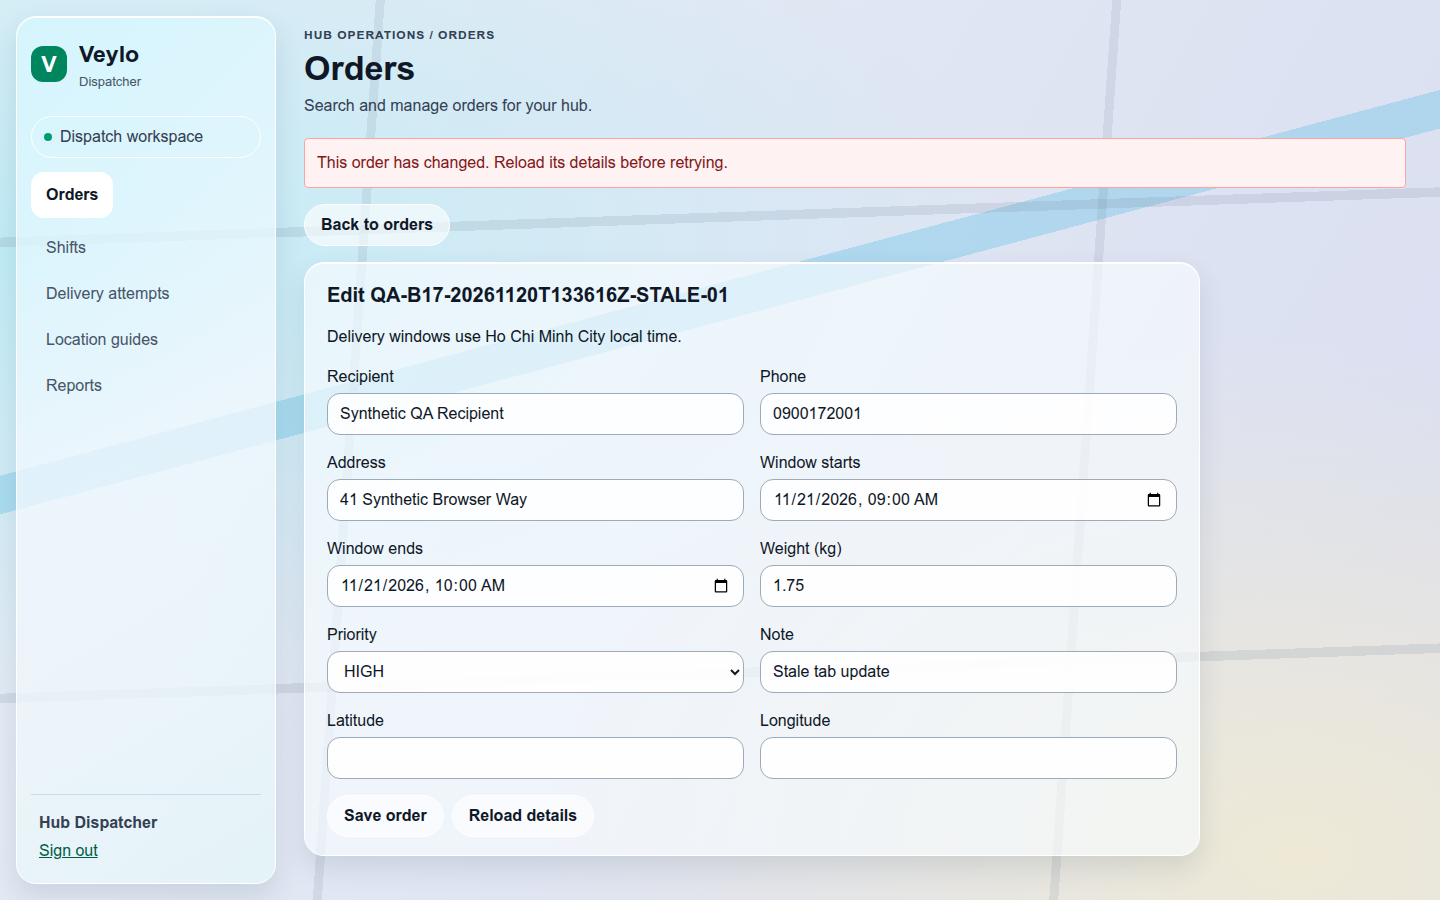 V
Veylo
Dispatcher
Dispatch workspace
Orders
Shifts
Delivery attempts
Location guides
Reports
Hub Dispatcher
Sign out
HUB OPERATIONS / ORDERS
Orders
Search and manage orders for your hub.
This order has changed. Reload its details before retrying.
Back to orders
Edit QA-B17-20261120T133616Z-STALE-01
Delivery windows use Ho Chi Minh City local time.
Recipient
Synthetic QA Recipient
Phone
0900172001
Address
41 Synthetic Browser Way
Window starts
11/21/2026, 09:00 AM
Window ends
11/21/2026, 10:00 AM
Weight (kg)
1.75
Priority
HIGH
Note
Stale tab update
Latitude
Longitude
Save order
Reload details